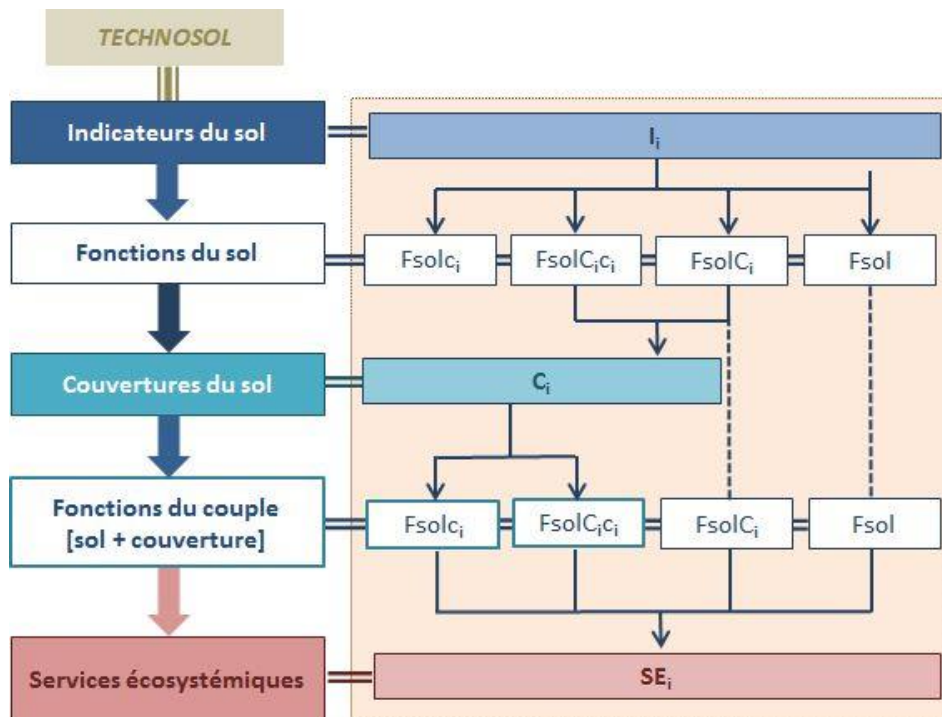 TECHNOSOL
Indicateurs du sol
Ii
Fonctions du sol
Fsolci
FsolCici
FsolCi
Fsol
Couvertures du sol
Ci
Fonctions du couple
[sol + couverture]
Fsolci
FsolCici
FsolCi
Fsol
Services écosystémiques
SEi